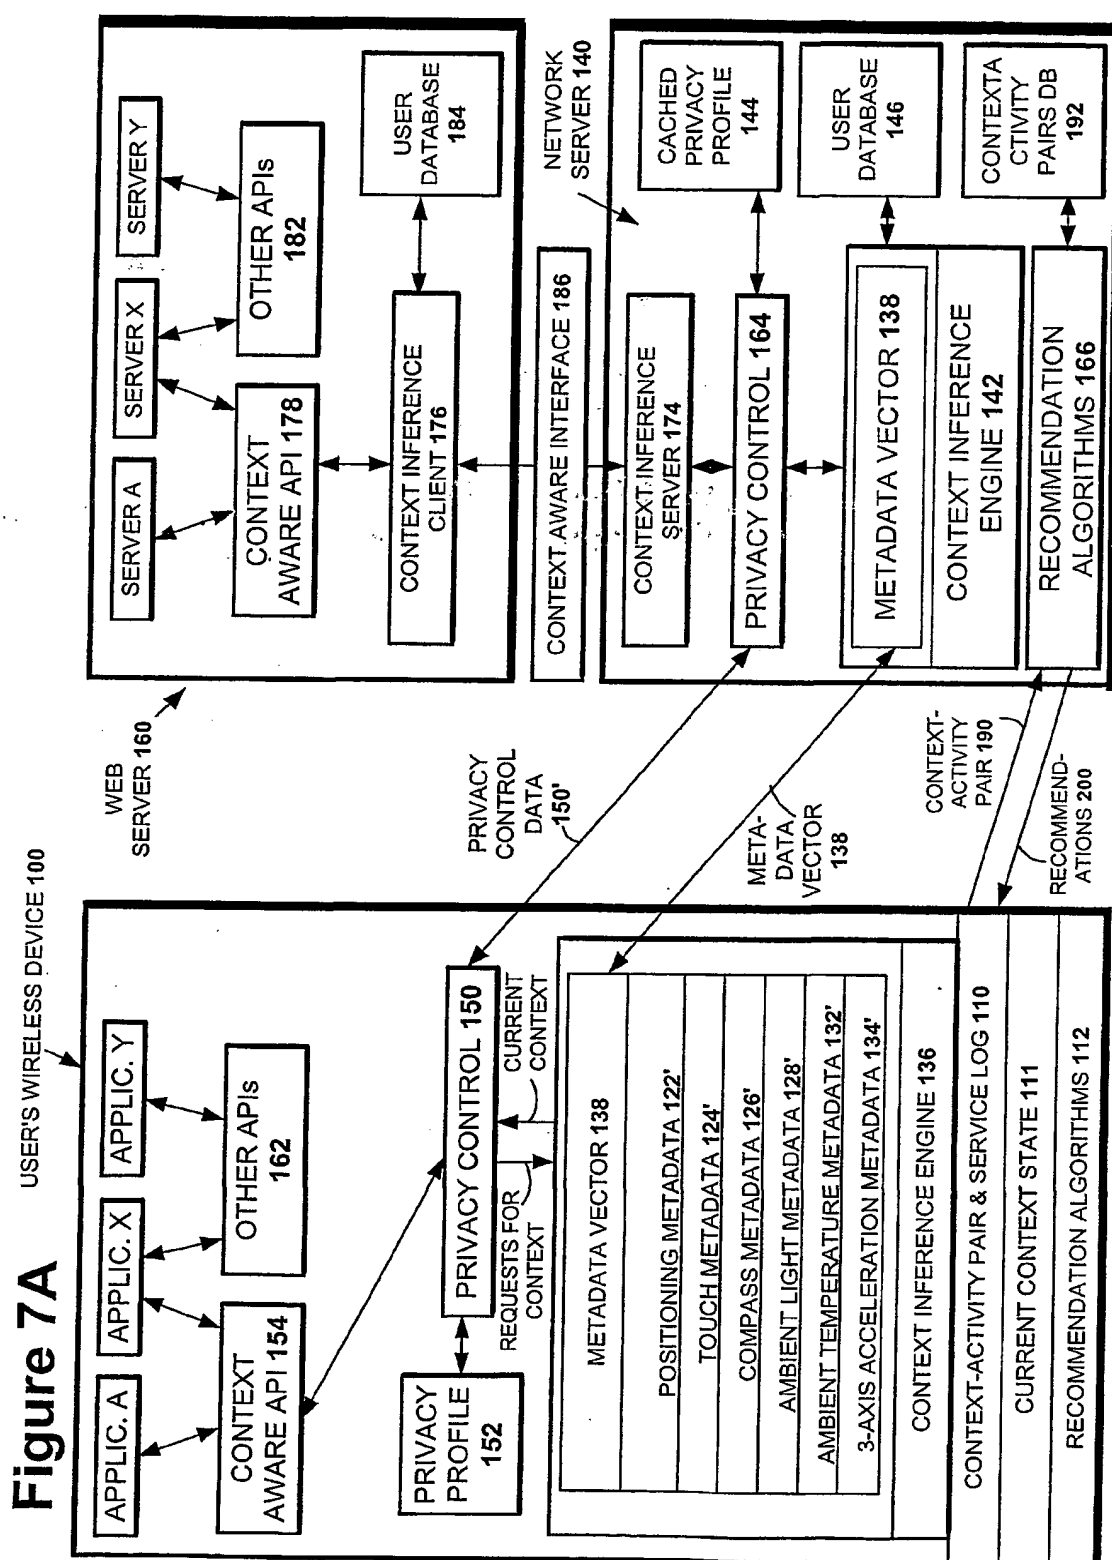 Figure 7A
USER'S WIRELESS DEVICE 100
APPLIC. A
APPLIC. X
APPLIC. Y
CONTEXT
AWARE API 154
OTHER APIs
162
PRIVACY
PROFILE
152
PRIVACY CONTROL 150
REQUESTS FOR
CONTEXT
CURRENT
CONTEXT
METADATA VECTOR 138
POSITIONING METADATA 122'
TOUCH METADATA 124'
COMPASS METADATA 126'
AMBIENT LIGHT METADATA 128'
AMBIENT TEMPERATURE METADATA 132'
3-AXIS ACCELERATION METADATA 134'
CONTEXT INFERENCE ENGINE 136
CONTEXT-ACTIVITY PAIR & SERVICE LOG 110
CURRENT CONTEXT STATE 111
RECOMMENDATION ALGORITHMS 112
WEB
SERVER 160
PRIVACY
CONTROL
DATA
150'
META-
DATA
VECTOR
138
CONTEXT-
ACTIVITY
PAIR 190
RECOMMEND-
ATIONS 200
SERVER A
SERVER X
SERVER Y
CONTEXT
AWARE API 178
OTHER APIs
182
CONTEXT INFERENCE
CLIENT 176
USER
DATABASE
184
CONTEXT AWARE INTERFACE 186
NETWORK
SERVER 140
CONTEXT INFERENCE
SERVER 174
CACHED
PRIVACY
PROFILE
144
PRIVACY CONTROL 164
USER
DATABASE
146
METADATA VECTOR 138
CONTEXT INFERENCE
ENGINE 142
CONTEXTA
CTIVITY
PAIRS DB
192
RECOMMENDATION
ALGORITHMS 166